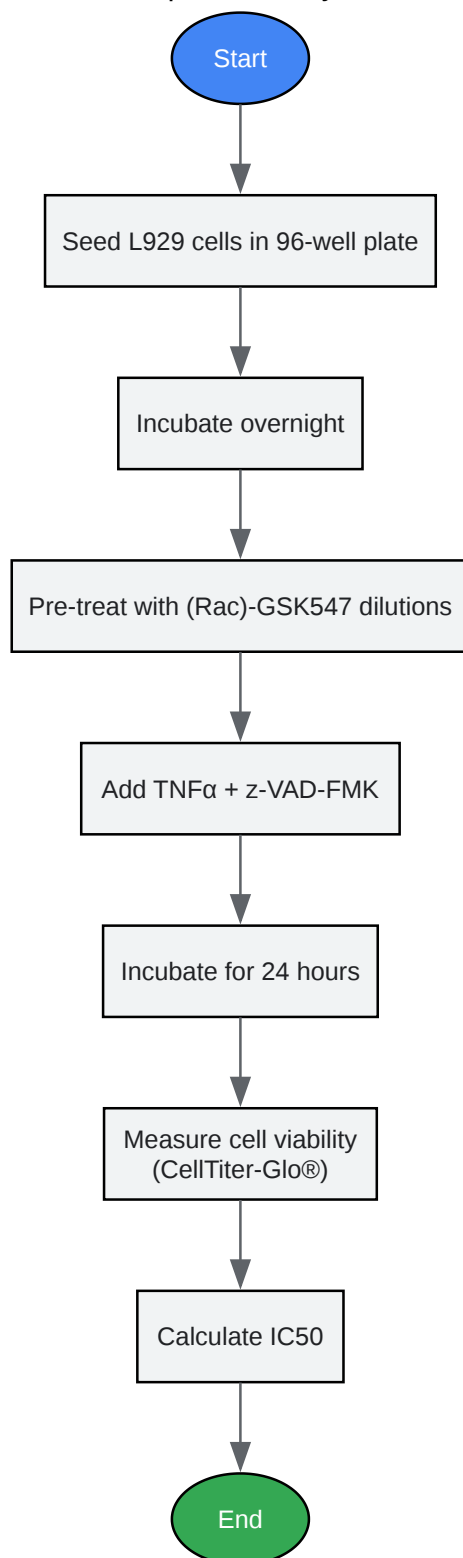 Start
Seed L929 cells in 96-well plate
Incubate overnight
Pre-treat with (Rac)-GSK547 dilutions
Add TNFα + z-VAD-FMK
Incubate for 24 hours
Measure cell viability
(CellTiter-Glo®)
Calculate IC50
End